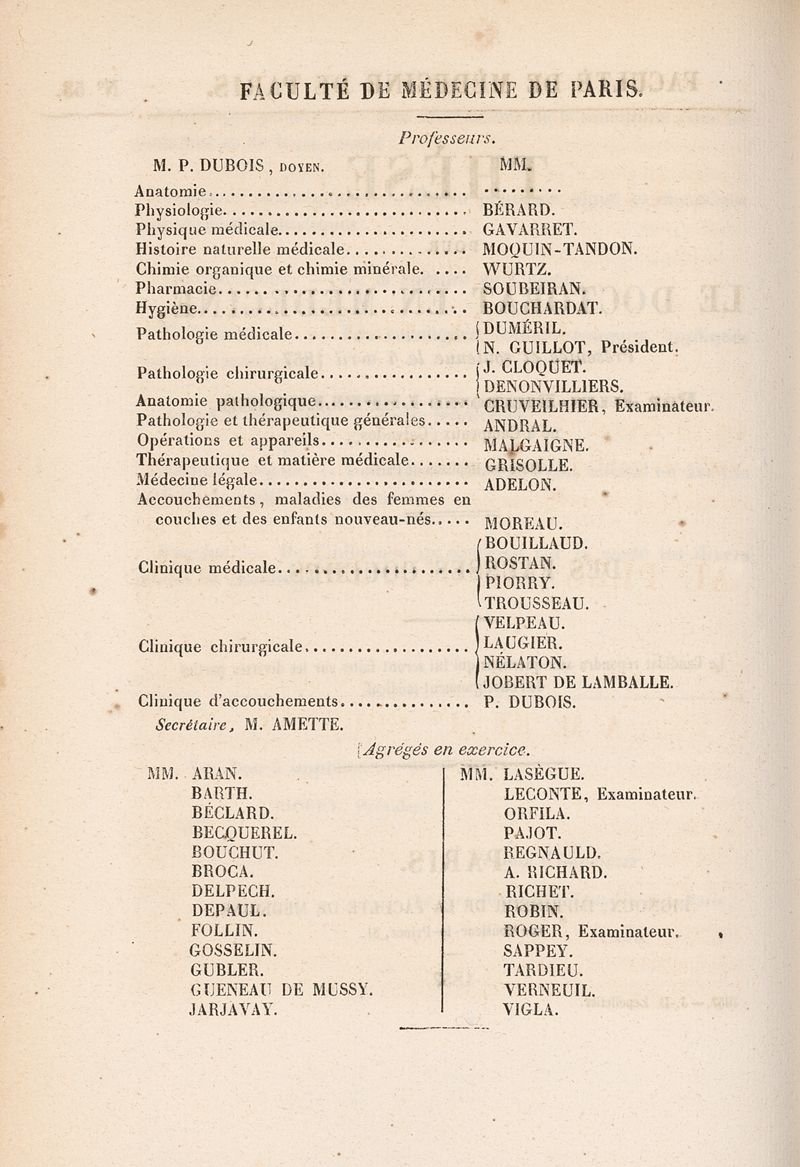 FACULTÉ DE MÉDECINE DE PARIS.
Professeurs.
M. P. DUBOIS, DOYEN. MM.
Anatomie............................ .........
Physiologie......................... BÉRARD.
Physique médicale................... GAVARRET.
Histoire naturelle médicale............. MOQUIN-TANDON.
Chimie organique et chimie minérale. .... WURTZ.
Pharmacie.......................... SOUBEIRAN.
Hygiène............................ BOUCHARDAT.
Pathologie médicale.................. { DUMÉRIL.
{ N. GUILLOT, Président.
Pathologie chirurgicale................ { J. CLOQUET.
{ DENONVILLIERS.
Anatomie pathologique................ CRUVEILHIER, Examinateur.
Pathologie et thérapeutique générales..... ANDRAL.
Opérations et appareils................ MALGAIGNE.
Thérapeutique et matière médicale....... GRISOLLE.
Médecine légale...................... ADELON.
Accouchements, maladies des femmes en
couches et des enfants nouveau-nés..... MOREAU.
{ BOUILLAUD.
Clinique médicale..................... ROSTAN.
PIORRY.
TROUSSEAU.
{ VELPEAU.
Clinique chirurgicale................... LAUGIER.
NÉLATON.
JOBERT DE LAMBALLE.
Clinique d'accouchements............... P. DUBOIS.
Secrétaire, M. AMETTE.
Agrégés en exercice.
MM. ARAN.
BARTH.
BÉCLARD.
BECQUEREL.
BOUCHUT.
BROCA.
DELPECH.
DEPAUL.
FOLLIN.
GOSSELIN.
GUBLER.
GUENEAU DE MUSSY.
JARJAVAY.
MM. LASÈGUE.
LECONTE, Examinateur.
ORFILA.
PAJOT.
REGNAULD.
A. RICHARD.
RICHET.
ROBIN.
ROGER, Examinateur.
SAPPEY.
TARDIEU.
VERNEUIL.
VIGLA.